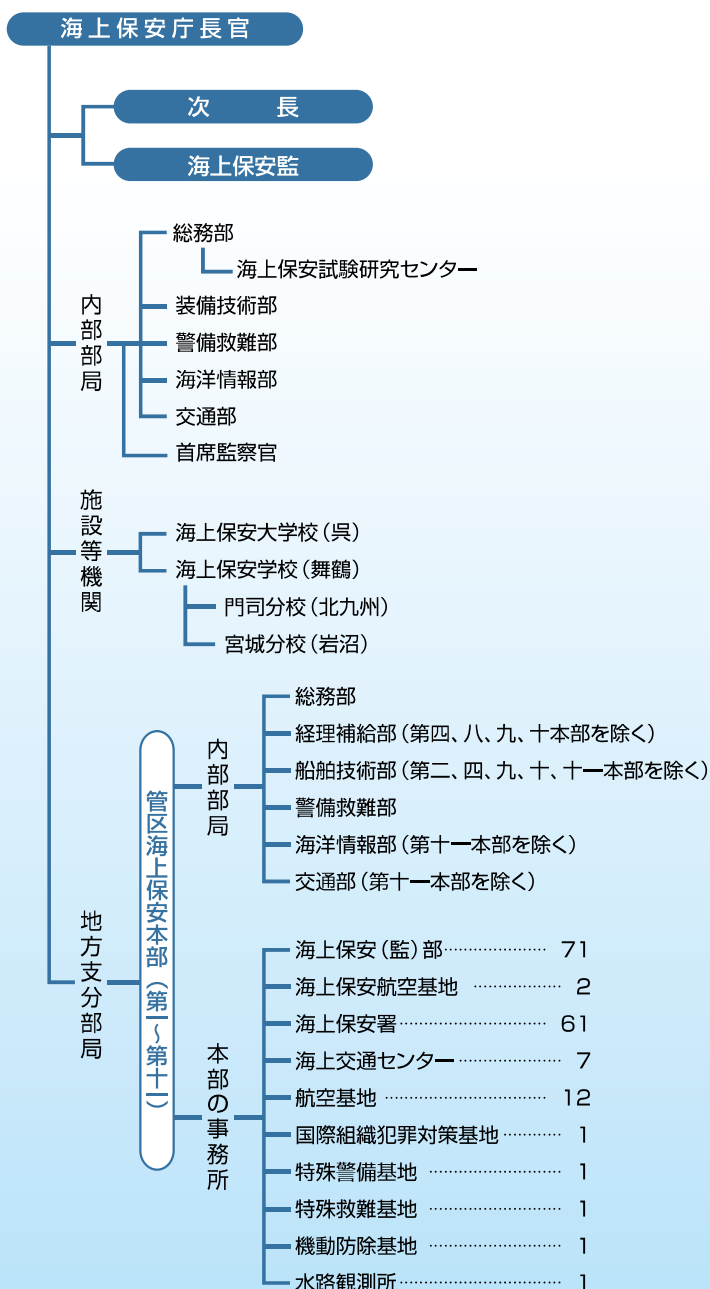 海上保安庁長官
次　長
海上保安監
内部部局
総務部
海上保安試験研究センター
装備技術部
警備救難部
海洋情報部
交通部
首席監察官
施設等機関
海上保安大学校（呉）
海上保安学校（舞鶴）
門司分校（北九州）
宮城分校（岩沼）
地方支分部局
管区海上保安本部（第一～第十一）
内部部局
総務部
経理補給部（第四、八、九、十本部を除く）
船舶技術部（第二、四、九、十、十一本部を除く）
警備救難部
海洋情報部（第十一本部を除く）
交通部（第十一本部を除く）
本部の事務所
海上保安（監）部 ………………… 71
海上保安航空基地 ……………… 2
海上保安署 ………………………… 61
海上交通センター ………………… 7
航空基地 …………………………… 12
国際組織犯罪対策基地 ………… 1
特殊警備基地 ……………………… 1
特殊救難基地 ……………………… 1
機動防除基地 ……………………… 1
水路観測所 ………………………… 1